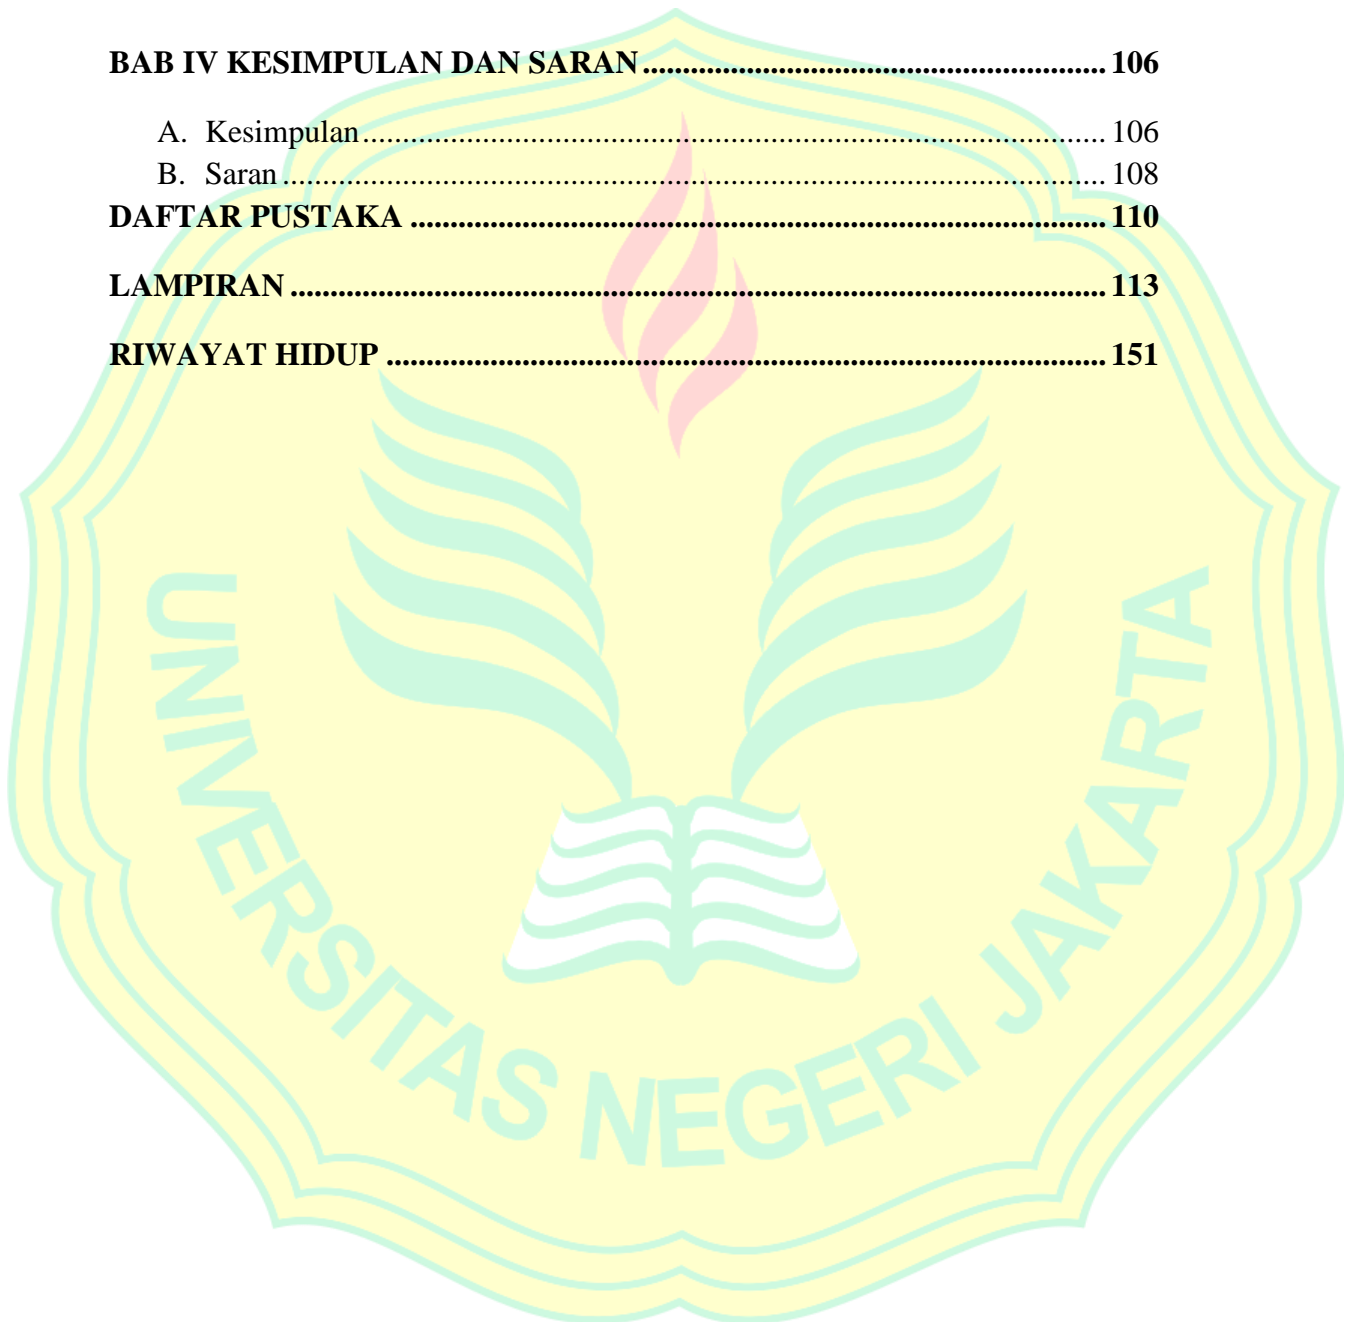 BAB IV KESIMPULAN DAN SARAN.......................................................... 106
A. Kesimpulan............................................................................................. 106
B. Saran....................................................................................................... 108
DAFTAR PUSTAKA ....................................................................................... 110
LAMPIRAN ...................................................................................................... 113
RIWAYAT HIDUP .......................................................................................... 151
UNIVERSITAS NEGERI JAKARTA